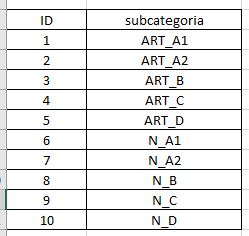 ID subcategoria
1 ART_A1
2 ART_A2
3 ART_B
4 ART_C
5 ART_D
6 N_A1
7 N_A2
8 N_B
9 N_C
10 N_D